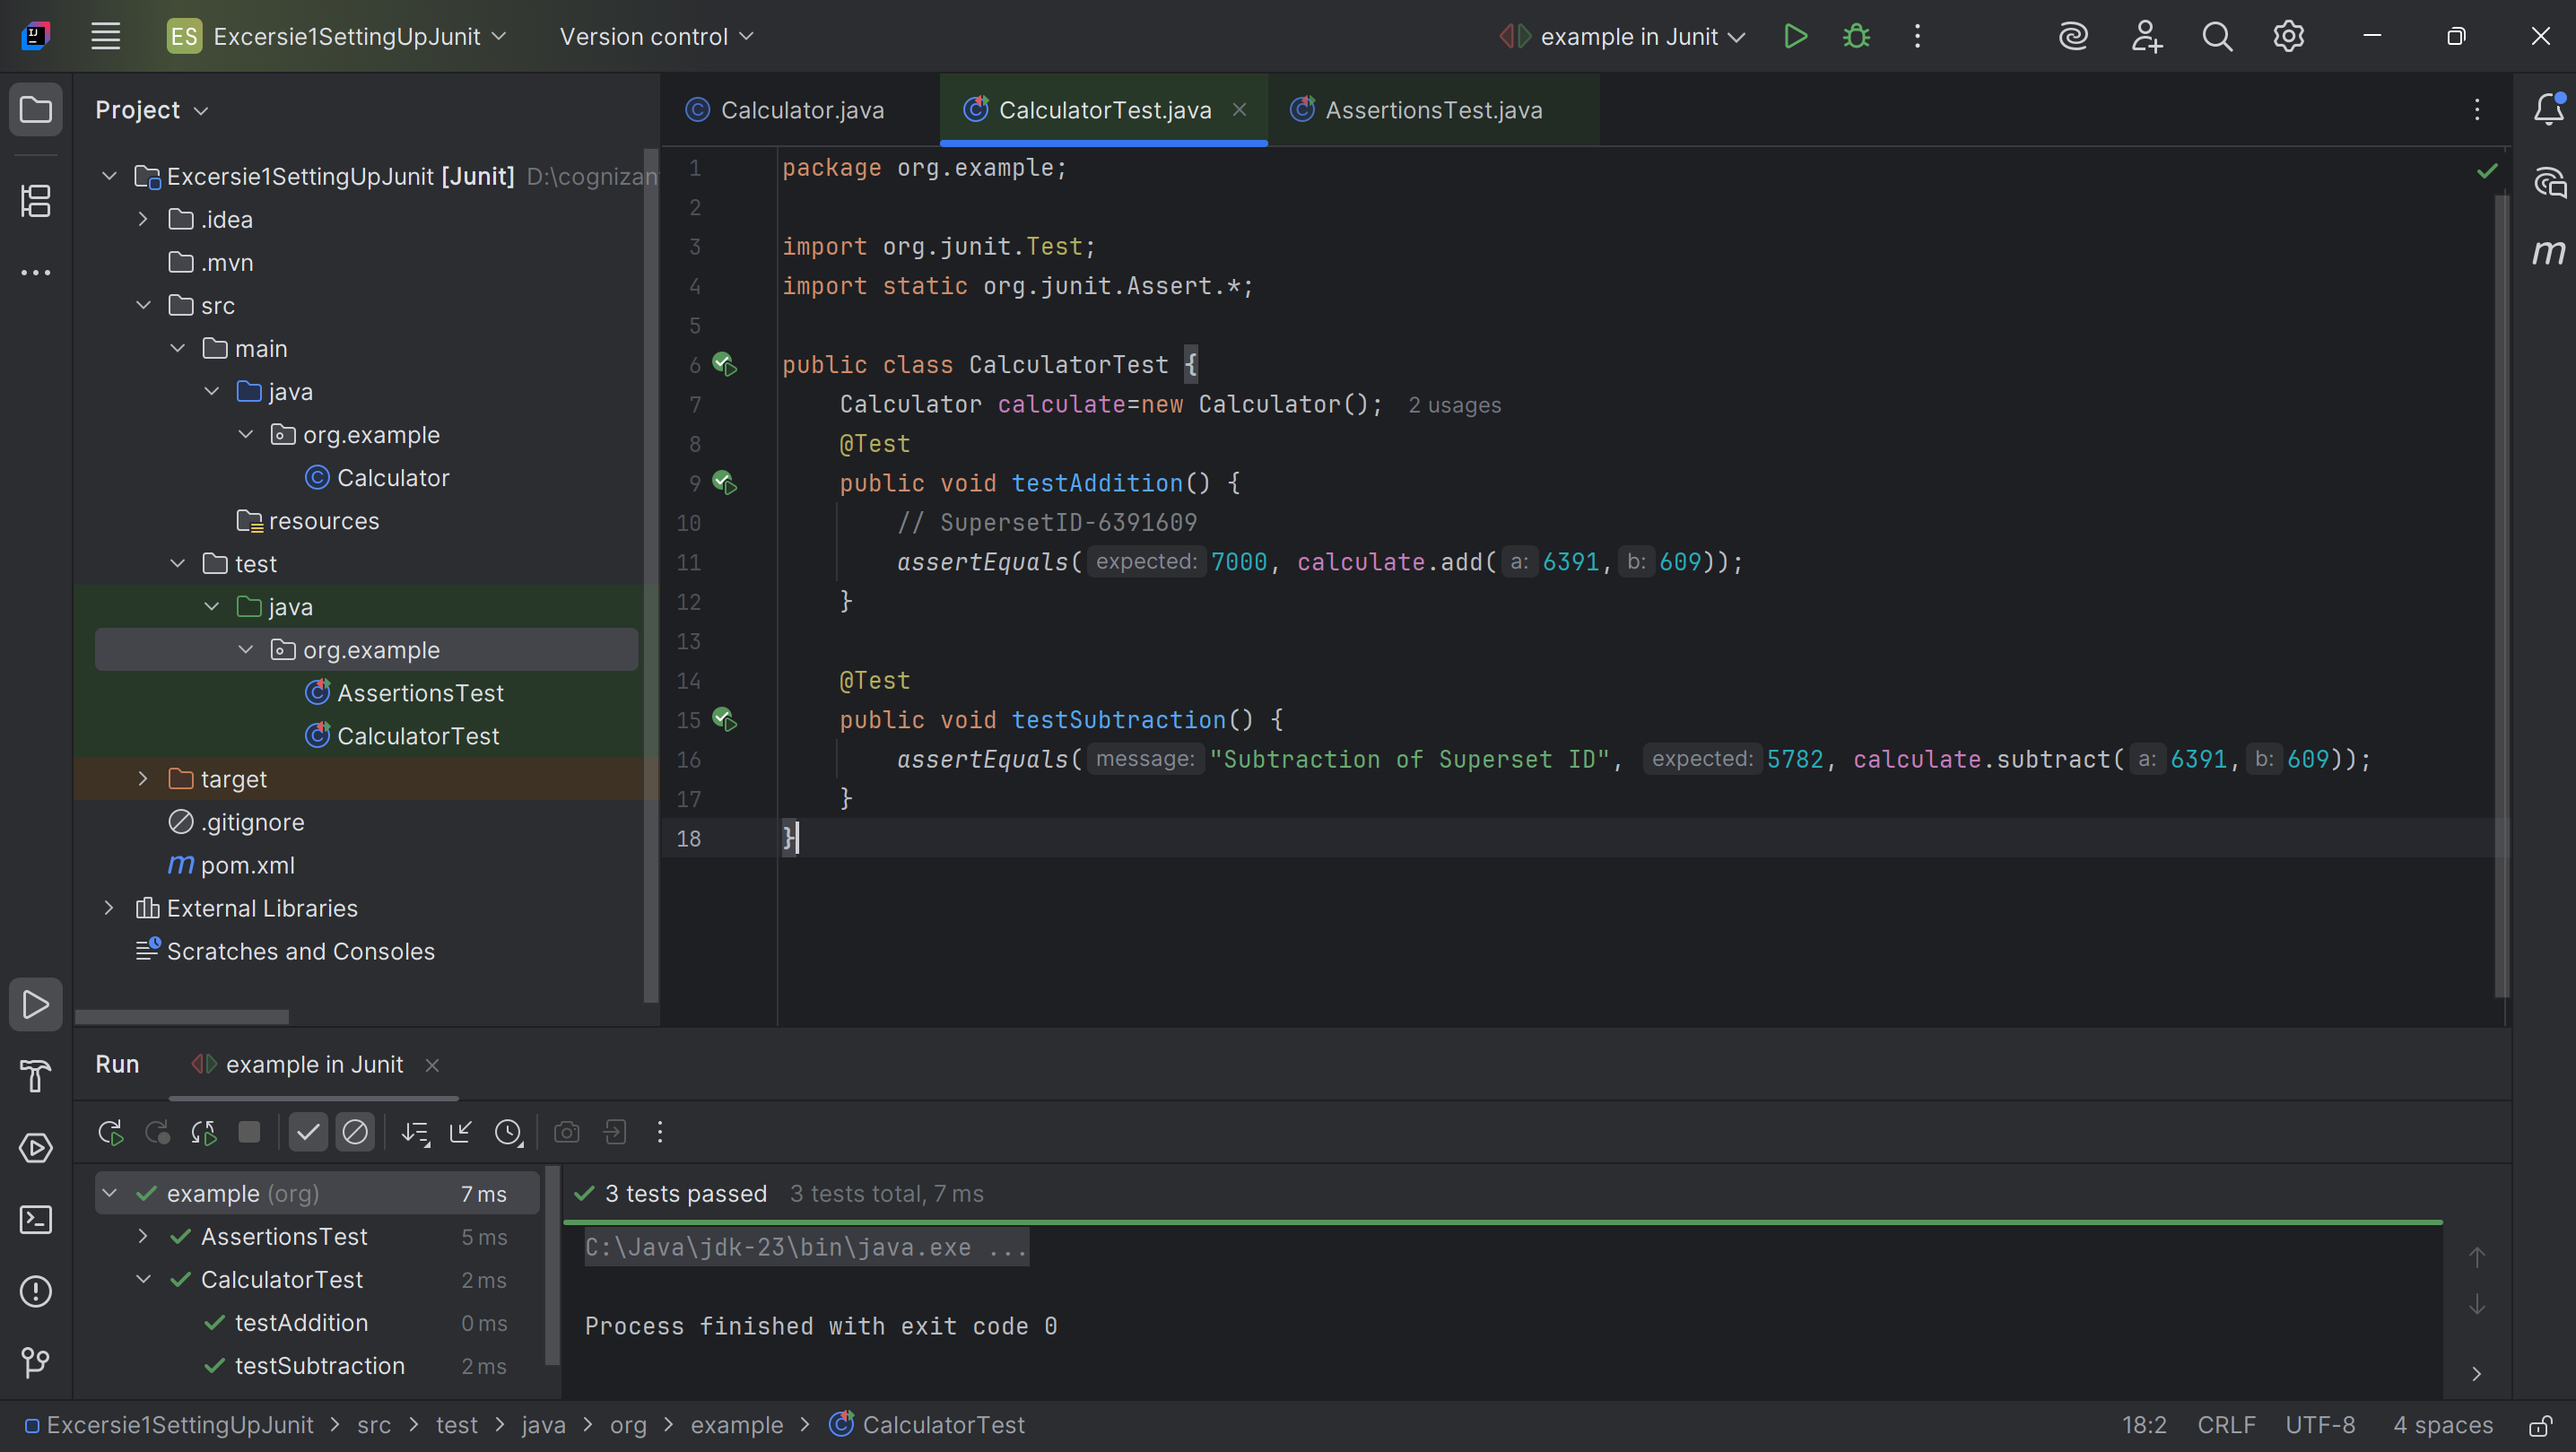 ES Excersie1SettingUpJunit Version control example in Junit
Project
Excersie1SettingUpJunit [Junit] D:\cognizan
.idea
.mvn
src
main
java
org.example
Calculator
resources
test
java
org.example
AssertionsTest
CalculatorTest
target
.gitignore
m pom.xml
External Libraries
Scratches and Consoles
Calculator.java CalculatorTest.java AssertionsTest.java
1 package org.example;
2
3 import org.junit.Test;
4 import static org.junit.Assert.*;
5
6 public class CalculatorTest {
7 Calculator calculate=new Calculator(); 2 usages
8 @Test
9 public void testAddition() {
10 // SupersetID-6391609
11 assertEquals( expected: 7000, calculate.add( a: 6391, b: 609));
12 }
13
14 @Test
15 public void testSubtraction() {
16 assertEquals( message: "Subtraction of Superset ID", expected: 5782, calculate.subtract( a: 6391, b: 609));
17 }
18 }
m
Run example in Junit
example (org) 7 ms
AssertionsTest 5 ms
CalculatorTest 2 ms
testAddition 0 ms
testSubtraction 2 ms
3 tests passed 3 tests total, 7 ms
C:\Java\jdk-23\bin\java.exe ...
Process finished with exit code 0
Excersie1SettingUpJunit > src > test > java > org > example > CalculatorTest 18:2 CRLF UTF-8 4 spaces